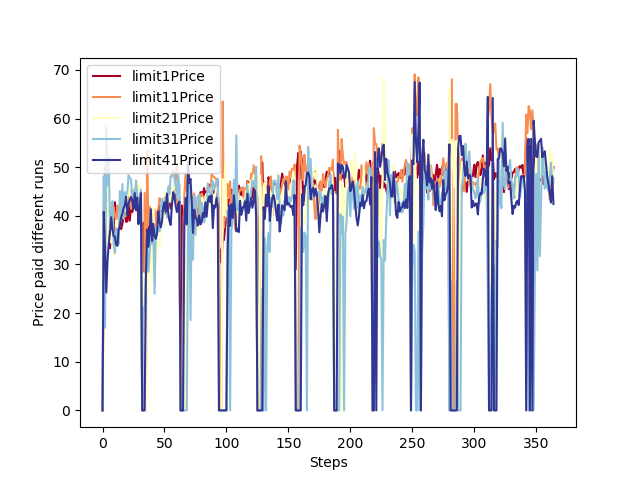 70
60
50
40
30
20
10
0
Price paid different runs
limit1Price
limit11Price
limit21Price
limit31Price
limit41Price
0 50 100 150 200 250 300 350
Steps